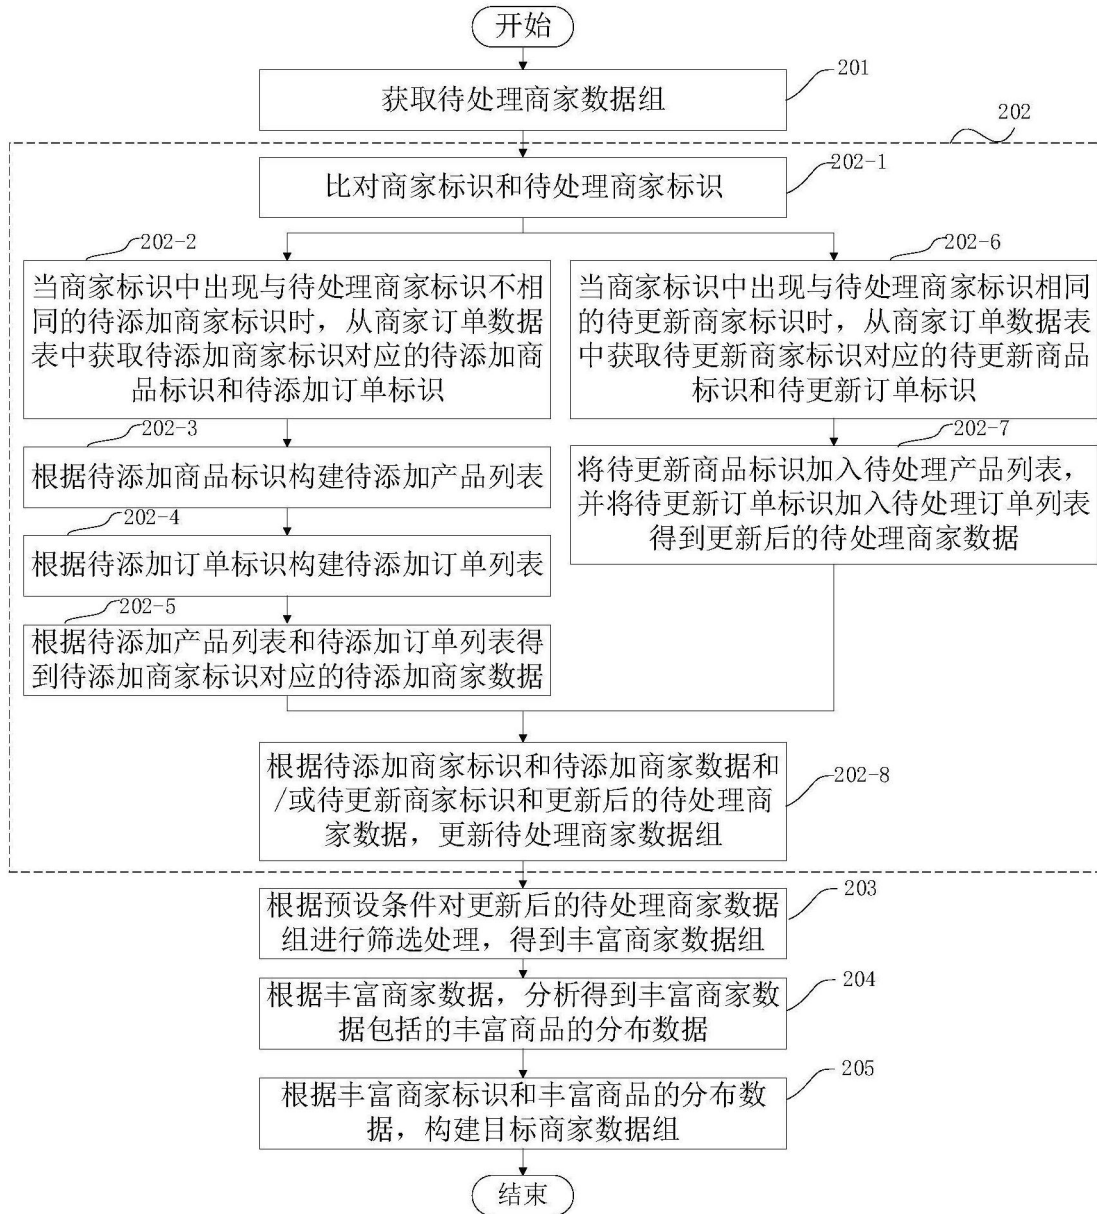 开始
201
获取待处理商家数据组
202
202-1
比对商家标识和待处理商家标识
202-2
当商家标识中出现与待处理商家标识不相
同的待添加商家标识时，从商家订单数据
表中获取待添加商家标识对应的待添加商
品标识和待添加订单标识
202-3
根据待添加商品标识构建待添加产品列表
202-4
根据待添加订单标识构建待添加订单列表
202-5
根据待添加产品列表和待添加订单列表得
到待添加商家标识对应的待添加商家数据
202-6
当商家标识中出现与待处理商家标识相同
的待更新商家标识时，从商家订单数据表
中获取待更新商家标识对应的待更新商品
标识和待更新订单标识
202-7
将待更新商品标识加入待处理产品列表，
并将待更新订单标识加入待处理订单列表
得到更新后的待处理商家数据
202-8
根据待添加商家标识和待添加商家数据和
/或待更新商家标识和更新后的待处理商
家数据，更新待处理商家数据组
203
根据预设条件对更新后的待处理商家数据
组进行筛选处理，得到丰富商家数据组
204
根据丰富商家数据，分析得到丰富商家数
据包括的丰富商品的分布数据
205
根据丰富商家标识和丰富商品的分布数
据，构建目标商家数据组
结束